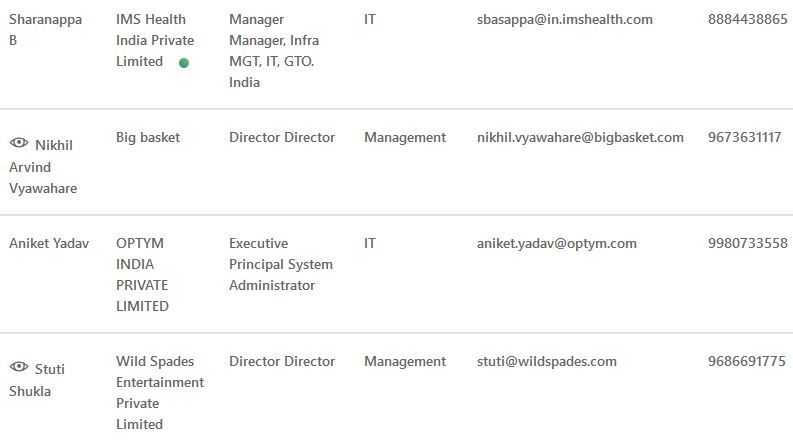 Sharanappa B IMS Health India Private Limited Manager Manager, Infra MGT, IT, GTO. India IT sbasappa@in.imshealth.com 8884438865
Nikhil Arvind Vyawahare Big basket Director Director Management nikhil.vyawahare@bigbasket.com 9673631117
Aniket Yadav OPTYM INDIA PRIVATE LIMITED Executive Principal System Administrator IT aniket.yadav@optym.com 9980733558
Stuti Shukla Wild Spades Entertainment Private Limited Director Director Management stuti@wildspades.com 9686691775